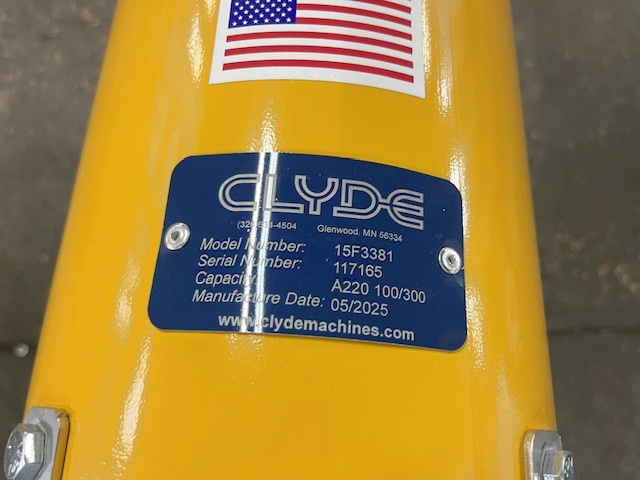 CLYDE
Glenwood, MN 56334
Model Number: 15F3381
Serial Number: 117165
Capacity: A220 100/300
Manufacture Date: 05/2025
www.clydemachines.com